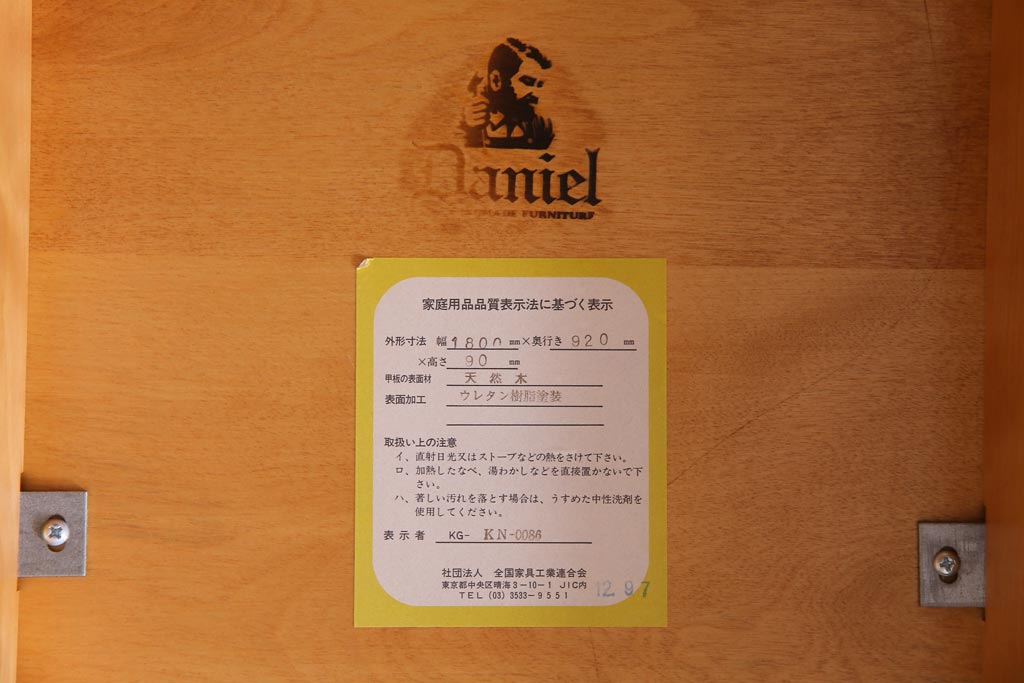 Daniel
FURNITURE
家庭用品品質表示法に基づく表示
外形寸法 幅 1800 ㎜×奥行き 920 ㎜
×高さ 90 ㎜
甲板の表面材 天然木
表面加工 ウレタン樹脂塗装
取扱い上の注意
イ、直射日光又はストーブなどの熱をさけて下さい。
ロ、加熱したなべ、湯わかしなどを直接置かないで下
さい。
ハ、著しい汚れを落とす場合は、うすめた中性洗剤を
使用してください。
表示者 KG- KN-0086
社団法人 全国家具工業連合会
東京都中央区晴海3-10-1 JIC内
TEL (03) 3533-9551
12.97